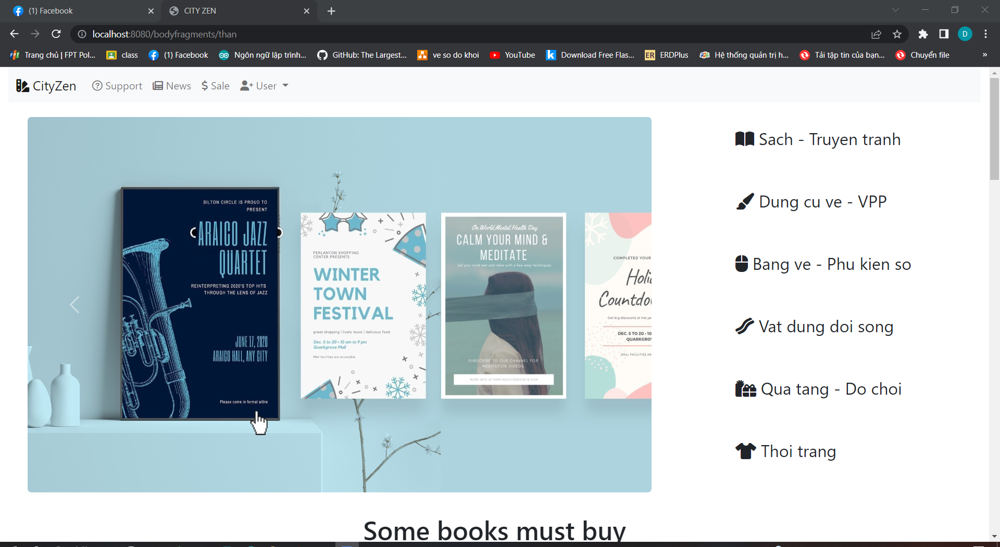 (1) Facebook
CITY ZEN
localhost:8080/bodyfragments/than
D
Trang chủ | FPT Pol...
class
(1) Facebook
Ngôn ngữ lập trình...
GitHub: The Largest...
ve so do khoi
YouTube
Download Free Flas...
ER
ERDPlus
Hệ thống quản trị h...
Tải tập tin của bạn...
Chuyển file
»
CityZen
Support
News
Sale
User
SILTON CIRCLE IS PROUD TO
PRESENT
ARAICO JAZZ
QUARTET
REINTERPRETING 2020'S TOP HITS
THROUGH THE LENS OF JAZZ
JUNE 17, 2020
ARAICO HALL, ANY CITY
Please come in formal attire
FERLANTON SHOPPING
CENTER PRESENTS
WINTER
TOWN
FESTIVAL
great shopping | lively music | delicious food
Dec. 5 to 20 • 10 am to 9 pm
Quarkgrove Mall
Mall facilities are accessible.
On World Mental Health Day
CALM YOUR MIND &
MEDITATE
Let your mind rest and relax with a few easy techniques
SUBSCRIBE TO OUR CHANNEL FOR
MEDITATION VIDEOS.
MORE INFO AT WWW.REALLYGREATSITE.COM
COMPLETED YOUR
Holi
Countdo
Get big discounts at the ye
DEC. 5 TO 20 • 10
QUARKGROV
MALL FACILITIES AR
Sach - Truyen tranh
Dung cu ve - VPP
Bang ve - Phu kien so
Vat dung doi song
Qua tang - Do choi
Thoi trang
Some books must buy